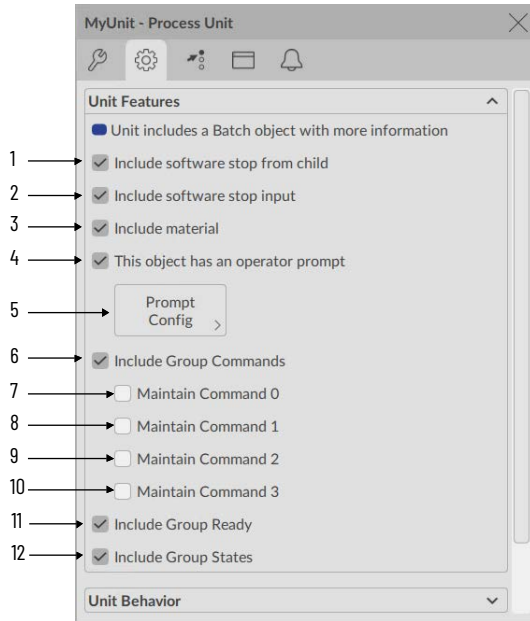 MyUnit - Process Unit
Unit Features
Unit includes a Batch object with more information
1 Include software stop from child
2 Include software stop input
3 Include material
4 This object has an operator prompt
5 Prompt
Config
6 Include Group Commands
7 Maintain Command 0
8 Maintain Command 1
9 Maintain Command 2
10 Maintain Command 3
11 Include Group Ready
12 Include Group States
Unit Behavior